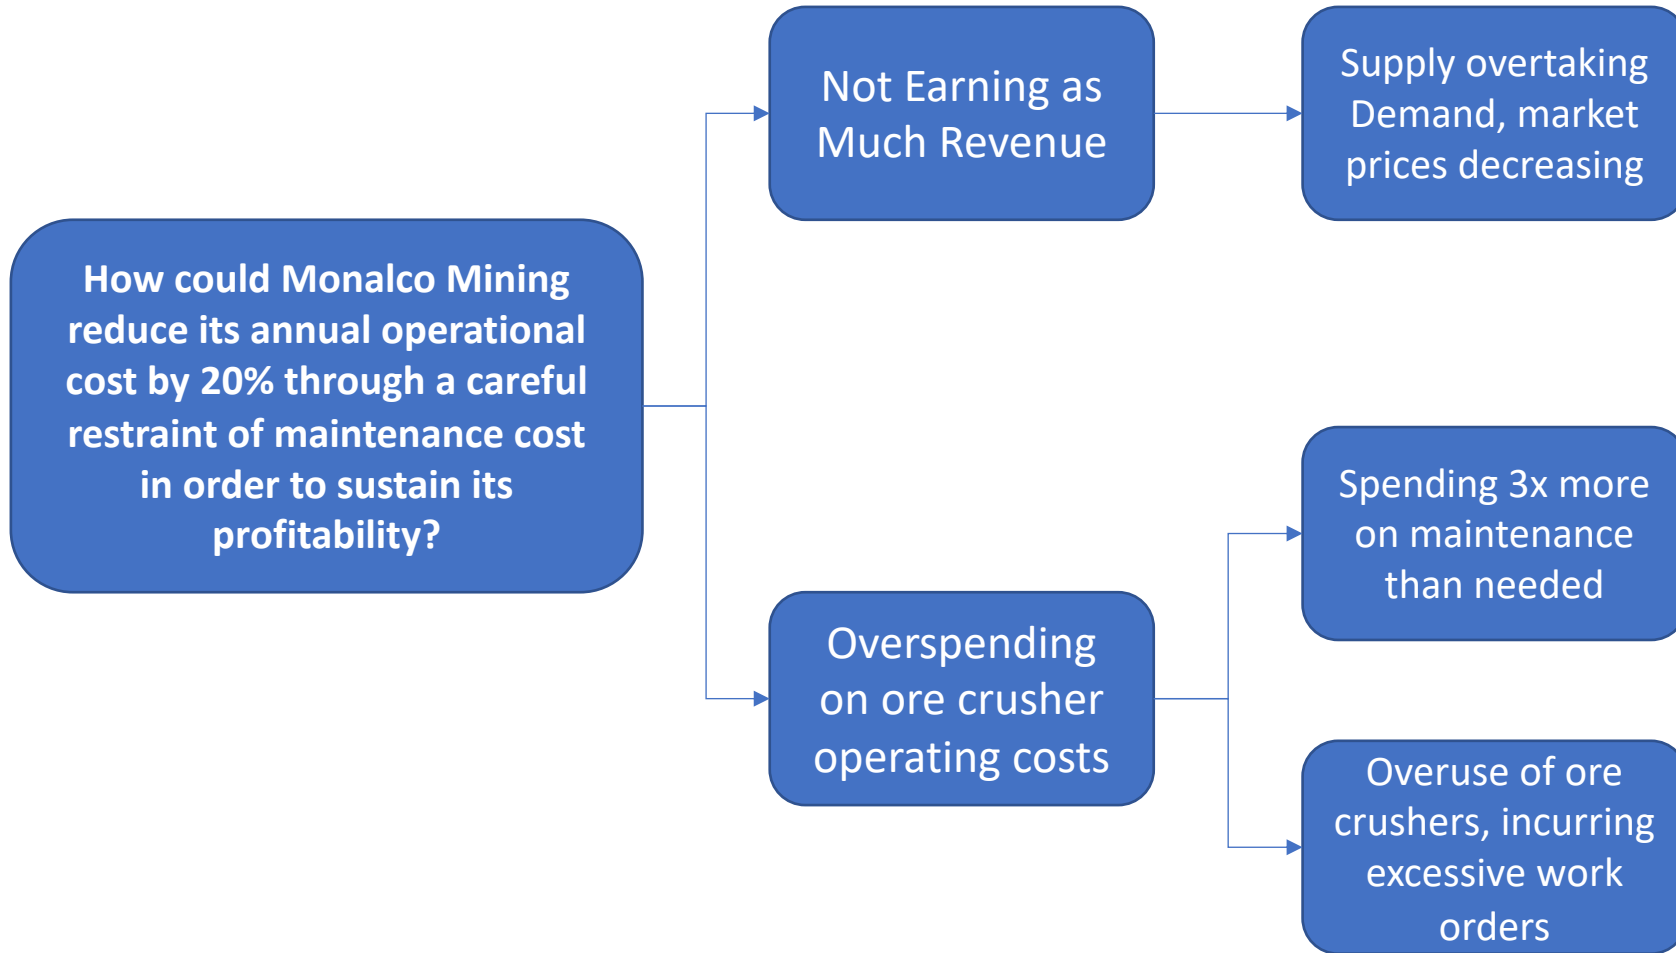 How could Monalco Mining
reduce its annual operational
cost by 20% through a careful
restraint of maintenance cost
in order to sustain its
profitability?
Not Earning as
Much Revenue
Supply overtaking
Demand, market
prices decreasing
Overspending
on ore crusher
operating costs
Spending 3x more
on maintenance
than needed
Overuse of ore
crushers, incurring
excessive work
orders